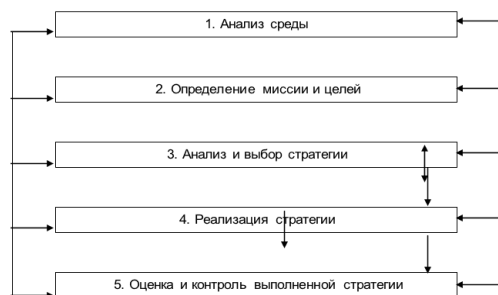 1. Анализ среды
2. Определение миссии и целей
3. Анализ и выбор стратегии
4. Реализация стратегии
5. Оценка и контроль выполненной стратегии